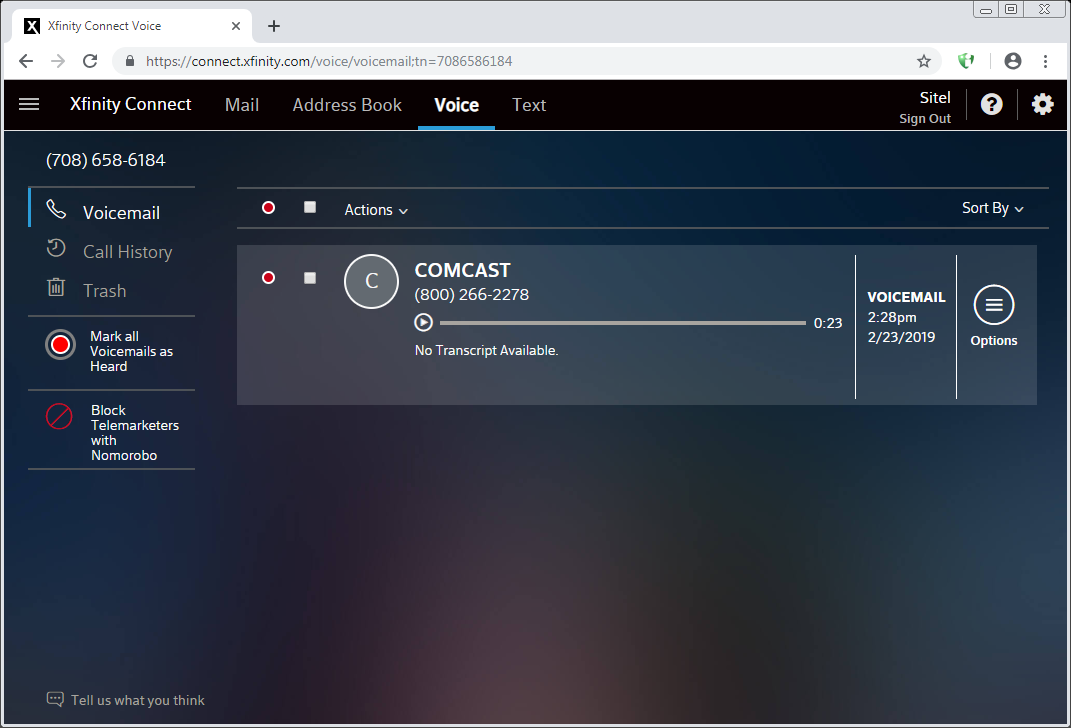 X Xfinity Connect Voice
https://connect.xfinity.com/voice/voicemail;tn=7086586184
Xfinity Connect Mail Address Book Voice Text
Sitel
Sign Out
?
(708) 658-6184
Voicemail
Call History
Trash
Mark all
Voicemails as
Heard
Block
Telemarketers
with
Nomorobo
Actions
Sort By
C
COMCAST
(800) 266-2278
0:23
No Transcript Available.
VOICEMAIL
2:28pm
2/23/2019
Options
Tell us what you think